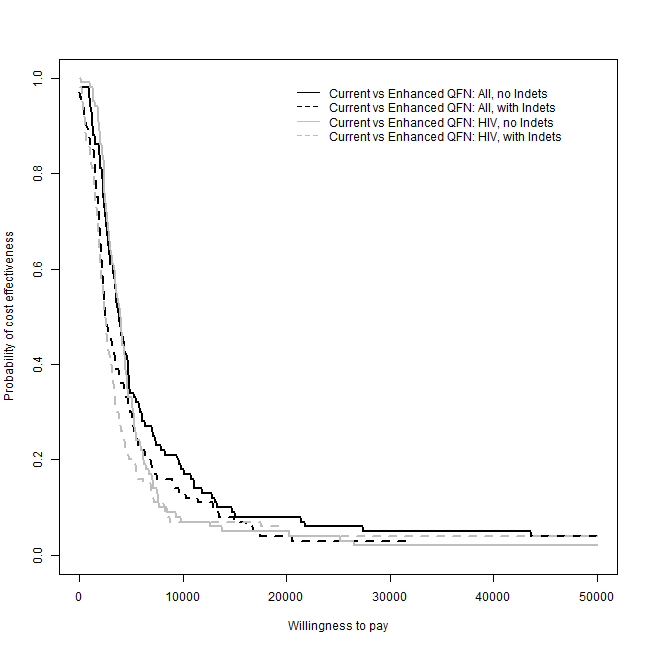 Current vs Enhanced QFN: All, no Indets
Current vs Enhanced QFN: All, with Indets
Current vs Enhanced QFN: HIV, no Indets
Current vs Enhanced QFN: HIV, with Indets
Probability of cost effectiveness
1.0
0.8
0.6
0.4
0.2
0.0
0 10000 20000 30000 40000 50000
Willingness to pay